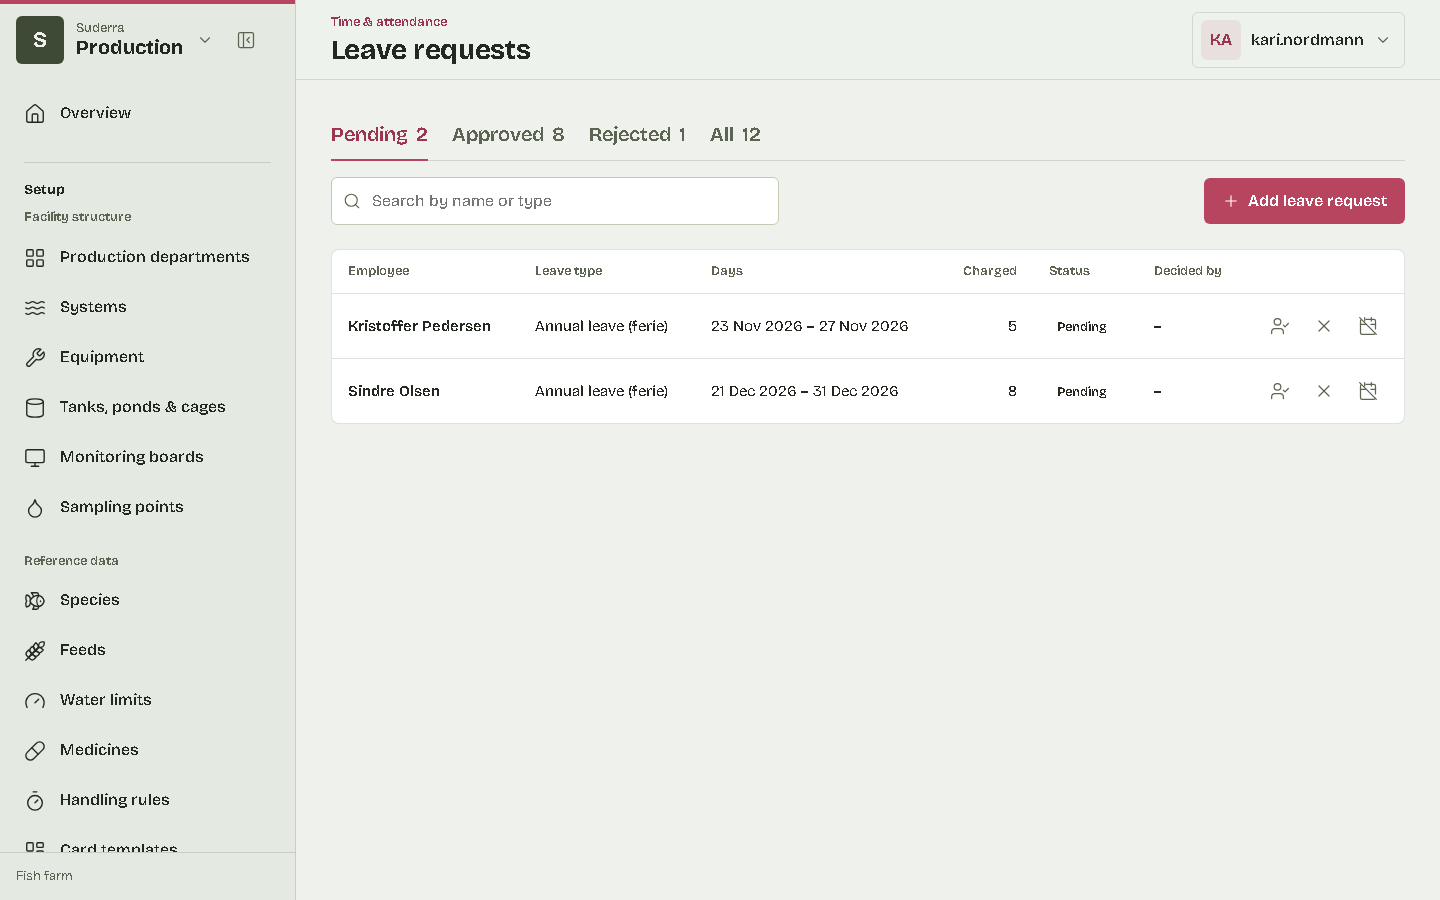 S
Suderra
Production
Overview
Setup
Facility structure
Production departments
Systems
Equipment
Tanks, ponds & cages
Monitoring boards
Sampling points
Reference data
Species
Feeds
Water limits
Medicines
Handling rules
Card templates
Fish farm
Time & attendance
Leave requests
KA kari.nordmann
Pending 2 Approved 8 Rejected 1 All 12
Search by name or type
Add leave request
Employee Leave type Days Charged Status Decided by
Kristoffer Pedersen Annual leave (ferie) 23 Nov 2026 – 27 Nov 2026 5 Pending –
Sindre Olsen Annual leave (ferie) 21 Dec 2026 – 31 Dec 2026 8 Pending –